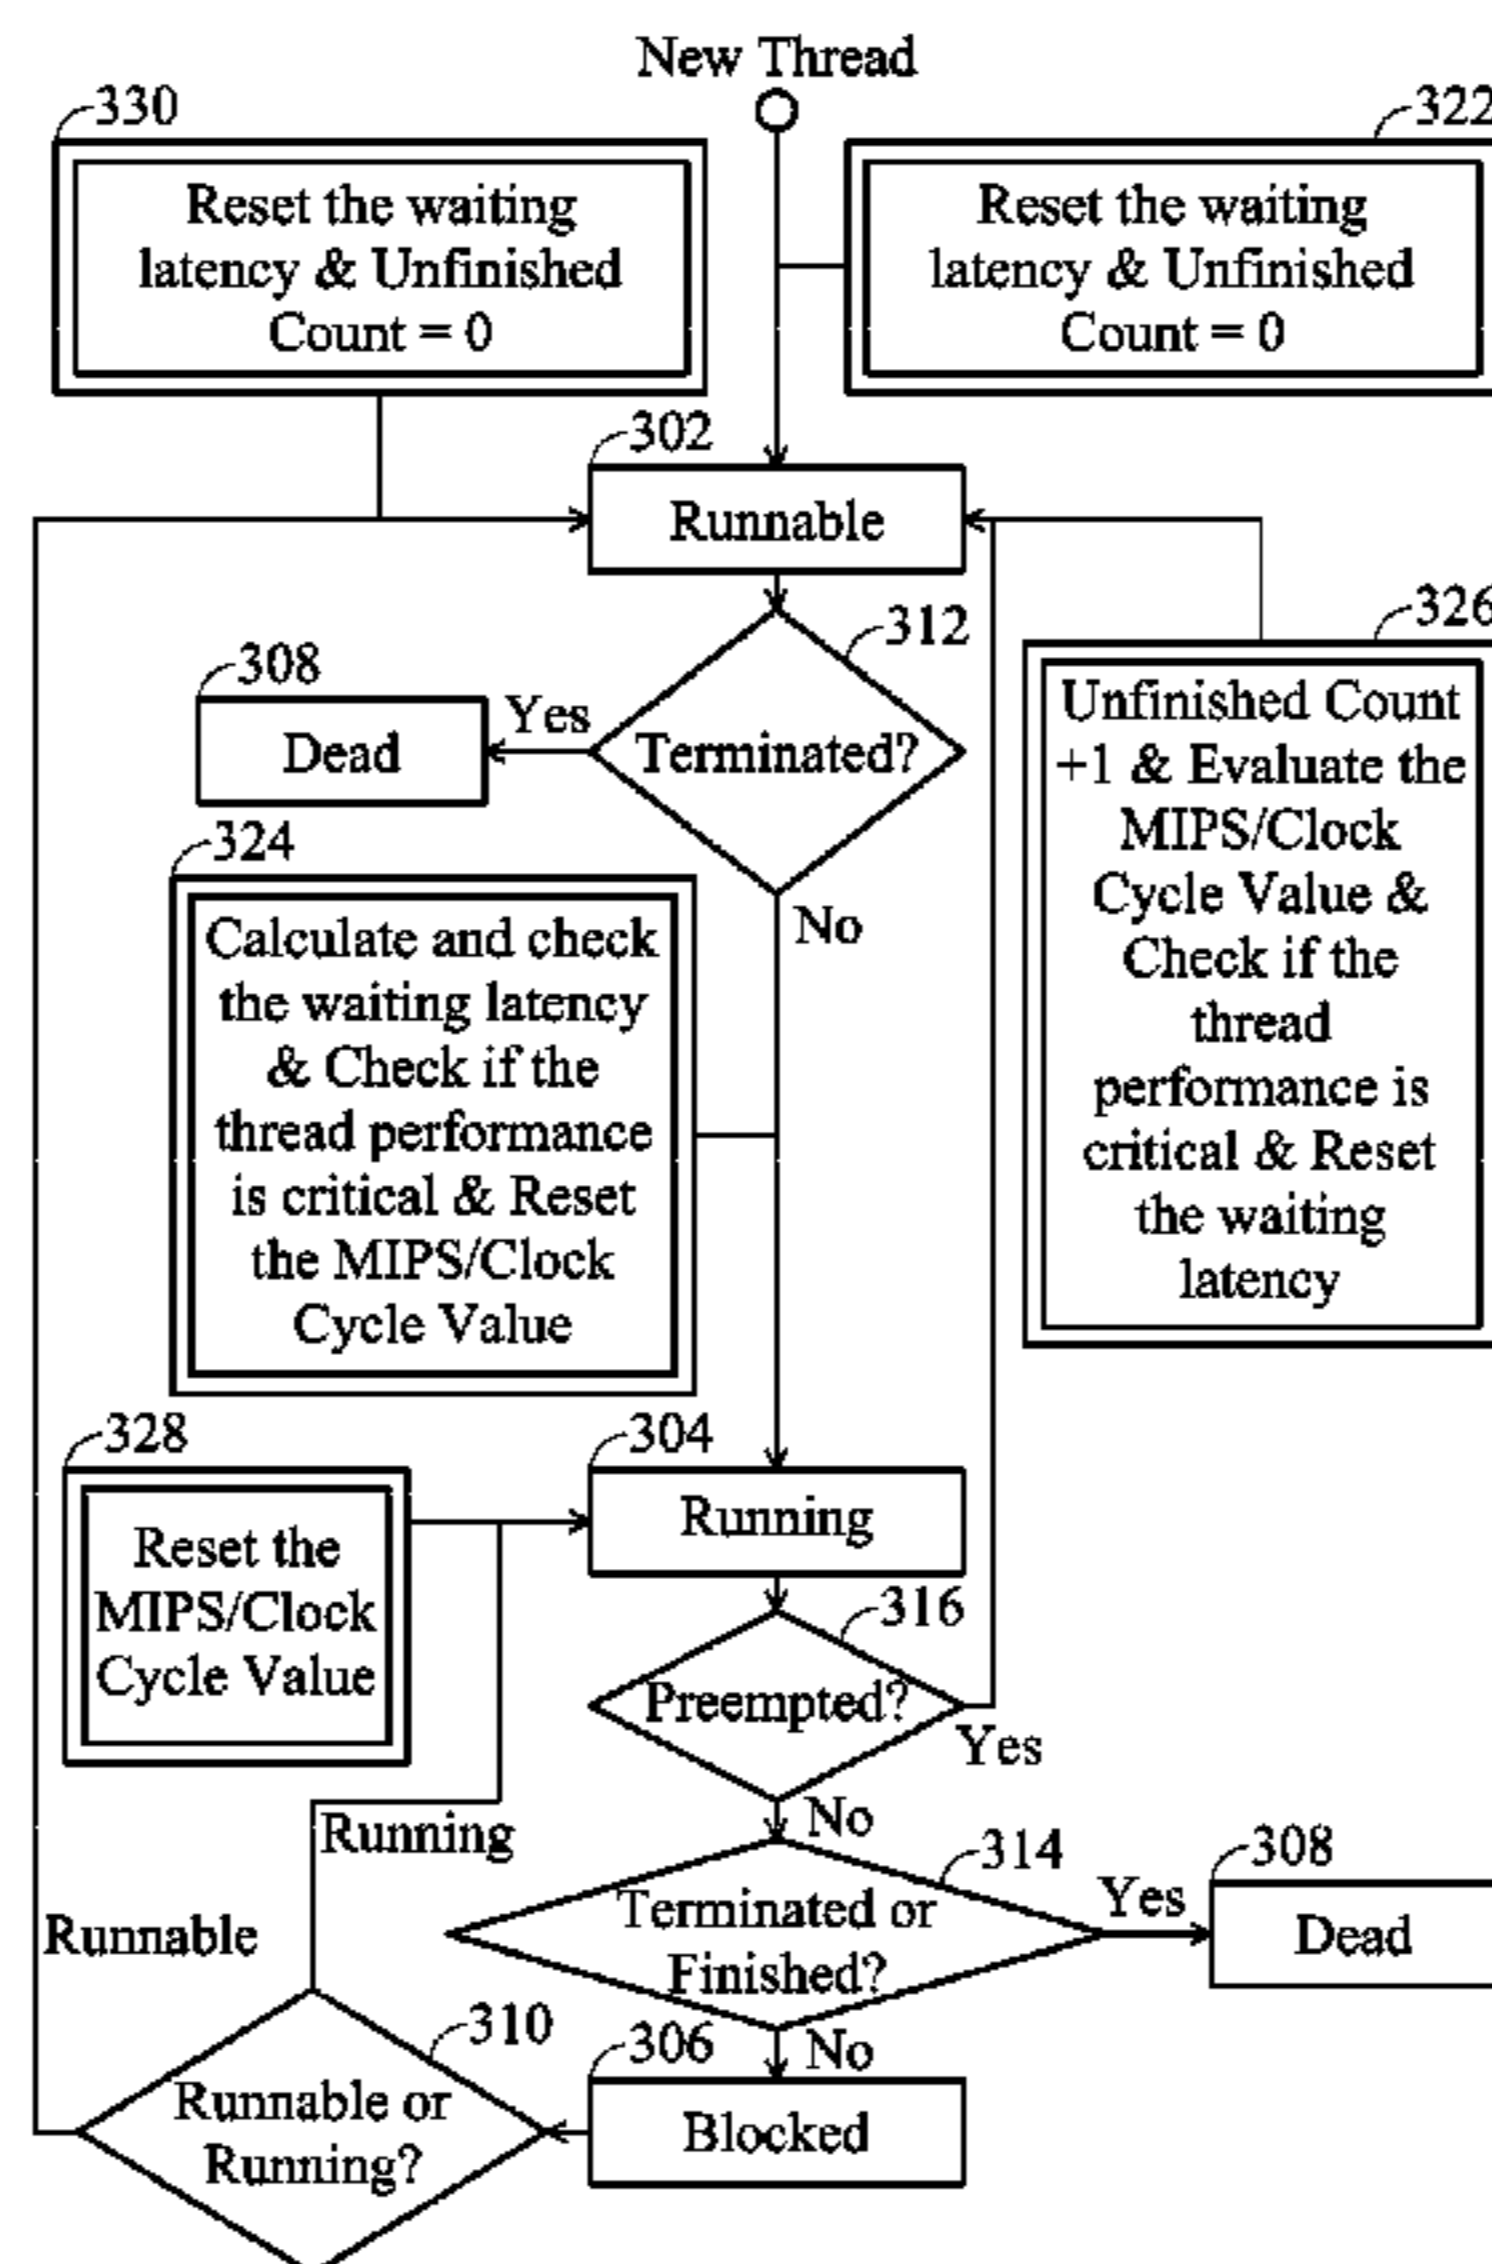 New Thread
330
Reset the waiting
latency & Unfinished
Count = 0
322
Reset the waiting
latency & Unfinished
Count = 0
302
Runnable
312
Terminated?
Yes
308
Dead
No
326
Unfinished Count
+1 & Evaluate the
MIPS/Clock
Cycle Value &
Check if the
thread
performance is
critical & Reset
the waiting
latency
324
Calculate and check
the waiting latency
& Check if the
thread performance
is critical & Reset
the MIPS/Clock
Cycle Value
328
Reset the
MIPS/Clock
Cycle Value
304
Running
316
Preempted?
Yes
No
Running
314
Terminated or
Finished?
Yes
308
Dead
Runnable
No
310
Runnable or
Running?
306
Blocked